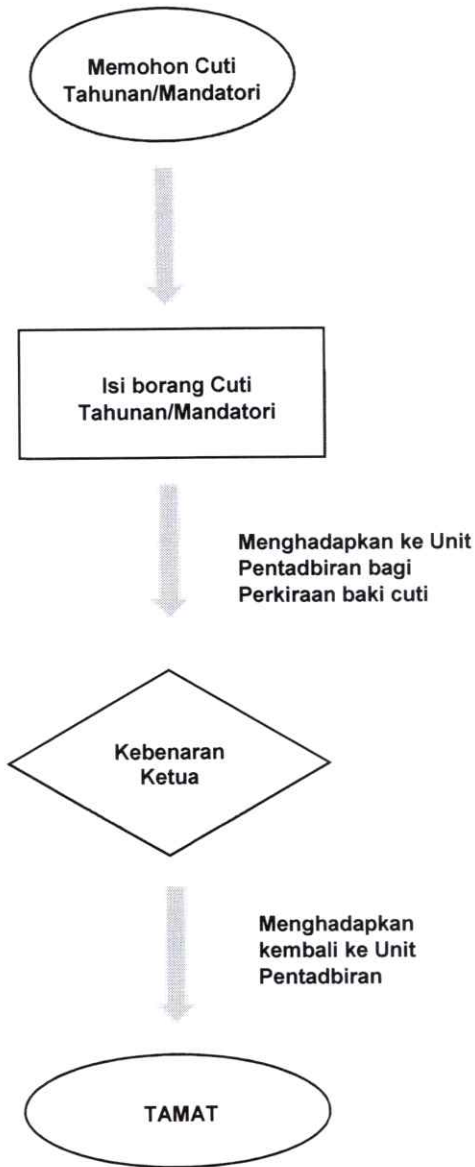 Memohon Cuti
Tahunan/Mandatori
Isi borang Cuti
Tahunan/Mandatori
Menghadapkan ke Unit
Pentadbiran bagi
Perkiraan baki cuti
Kebenaran
Ketua
Menghadapkan
kembali ke Unit
Pentadbiran
TAMAT